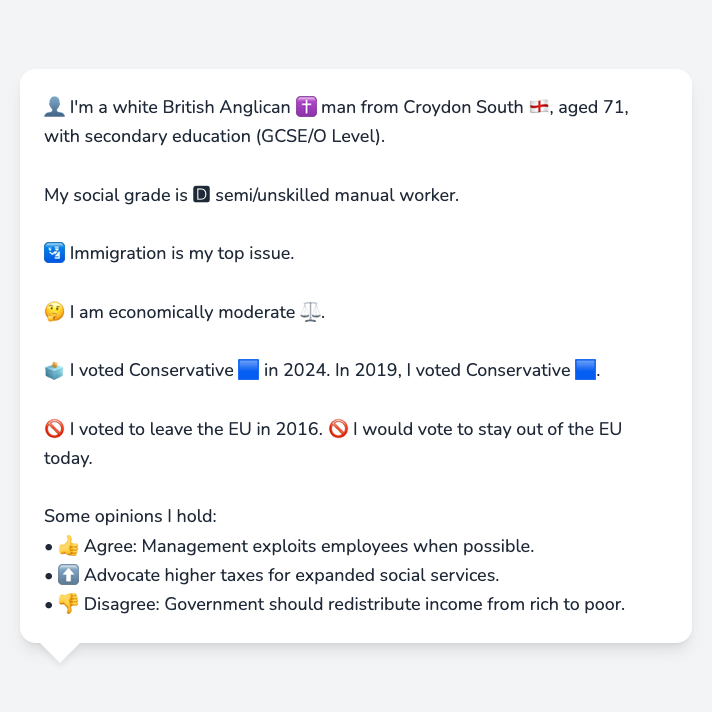 👤 I'm a white British Anglican ✝️ man from Croydon South 🏴󠁧󠁢󠁥󠁮󠁧󠁿, aged 71,
with secondary education (GCSE/O Level).
My social grade is 🅳 semi/unskilled manual worker.
🛂 Immigration is my top issue.
🤔 I am economically moderate ⚖️.
🗳️ I voted Conservative 🟦 in 2024. In 2019, I voted Conservative 🟦.
🚫 I voted to leave the EU in 2016. 🚫 I would vote to stay out of the EU
today.
Some opinions I hold:
• 👍 Agree: Management exploits employees when possible.
• ⬆️ Advocate higher taxes for expanded social services.
• 👎 Disagree: Government should redistribute income from rich to poor.